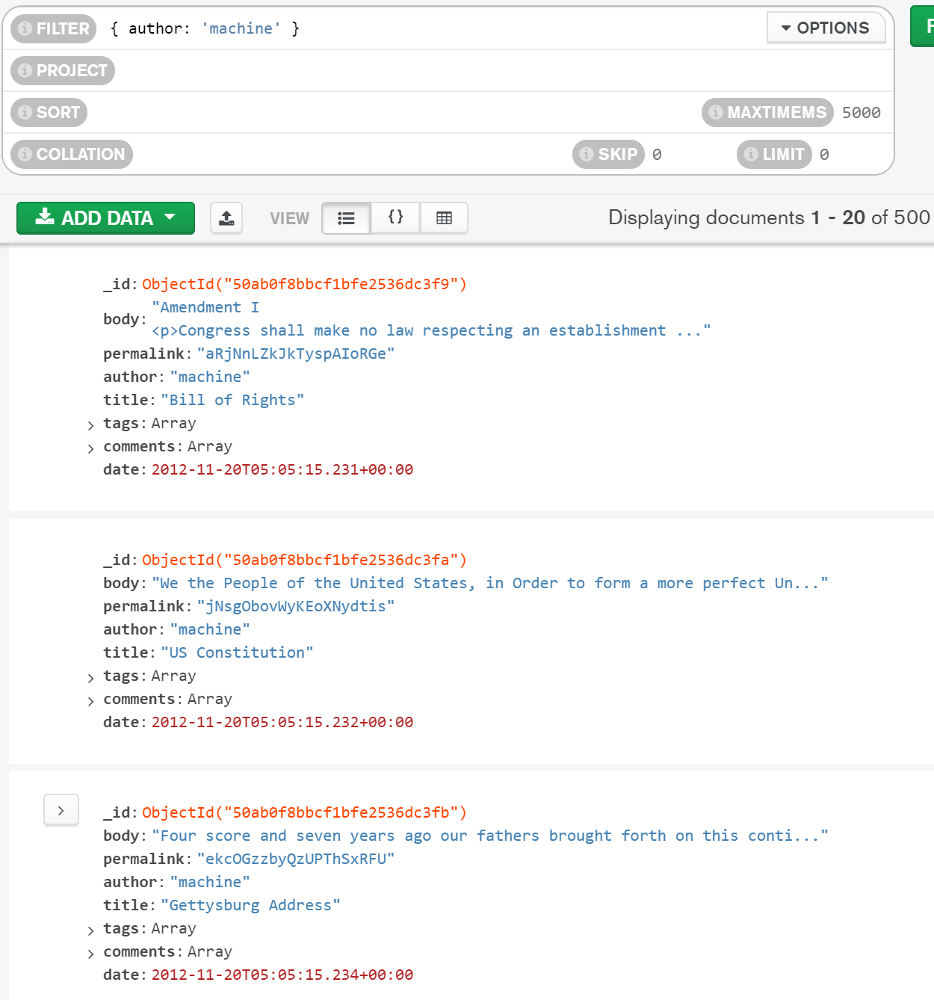 FILTER { author: 'machine' } OPTIONS
PROJECT
SORT MAXTIMEMS 5000
COLLATION SKIP 0 LIMIT 0
ADD DATA VIEW {} Displaying documents 1 - 20 of 500
_id: ObjectId("50ab0f8bbcf1bfe2536dc3f9")
body: "Amendment I
<p>Congress shall make no law respecting an establishment ..."
permalink: "aRjNnLZkJkTyspAIoRGe"
author: "machine"
title: "Bill of Rights"
> tags: Array
> comments: Array
date: 2012-11-20T05:05:15.231+00:00
_id: ObjectId("50ab0f8bbcf1bfe2536dc3fa")
body: "We the People of the United States, in Order to form a more perfect Un..."
permalink: "jNsgObovWyKEoXNydtis"
author: "machine"
title: "US Constitution"
> tags: Array
> comments: Array
date: 2012-11-20T05:05:15.232+00:00
> _id: ObjectId("50ab0f8bbcf1bfe2536dc3fb")
body: "Four score and seven years ago our fathers brought forth on this conti..."
permalink: "ekcOGzzbyQzUPThSxRFU"
author: "machine"
title: "Gettysburg Address"
> tags: Array
> comments: Array
date: 2012-11-20T05:05:15.234+00:00